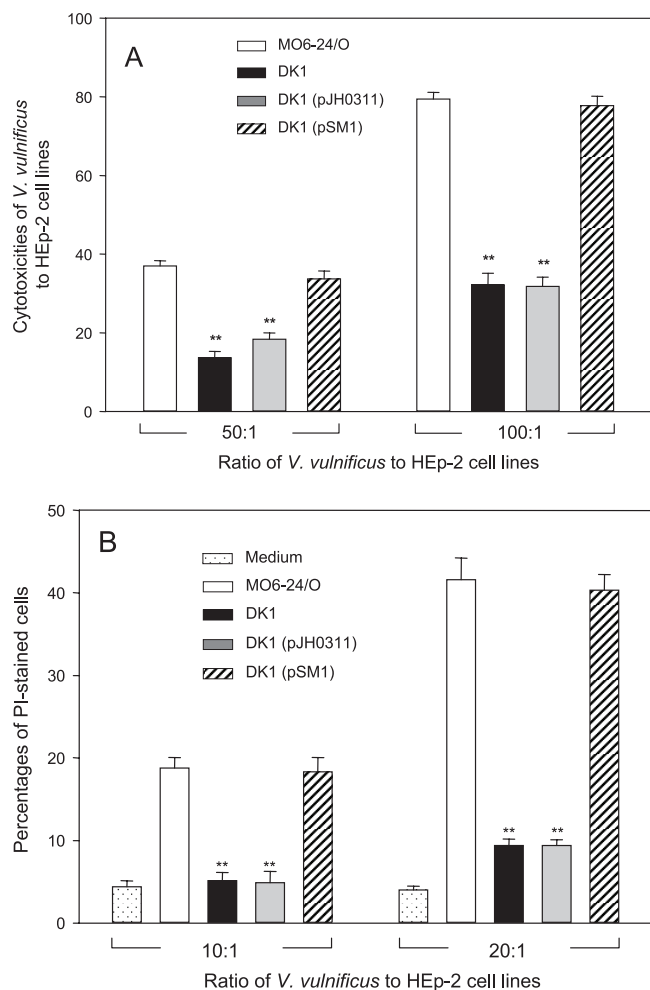 A
MO6-24/O
DK1
DK1 (pJH0311)
DK1 (pSM1)
Cytotoxicities of V. vulnificus
to HEp-2 cell lines
100
80
60
40
20
0
**
**
**
**
50:1
100:1
Ratio of V. vulnificus to HEp-2 cell lines
B
Medium
MO6-24/O
DK1
DK1 (pJH0311)
DK1 (pSM1)
Percentages of PI-stained cells
50
40
30
20
10
0
**
**
**
**
10:1
20:1
Ratio of V. vulnificus to HEp-2 cell lines